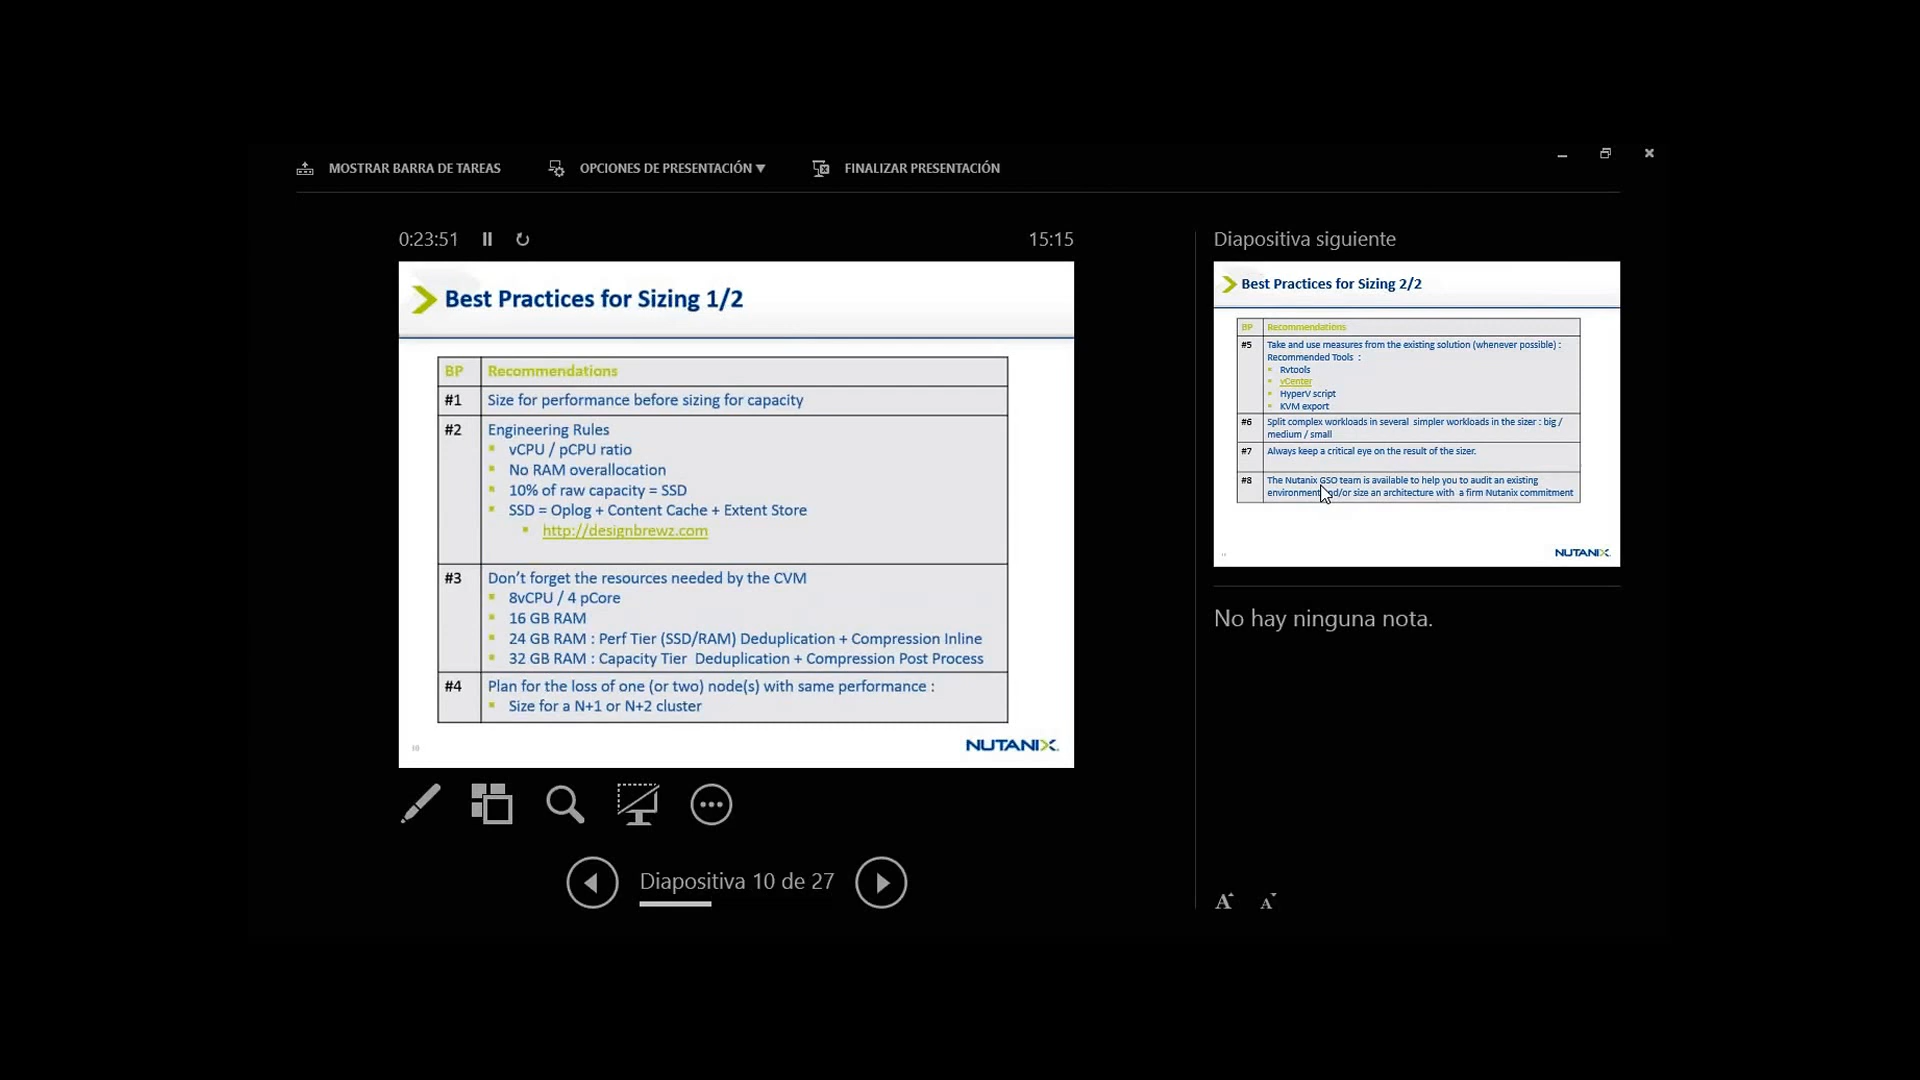 MOSTRAR BARRA DE TAREAS
OPCIONES DE PRESENTACIÓN
FINALIZAR PRESENTACIÓN
0:23:51
15:15
Best Practices for Sizing 1/2
BP Recommendations
#1 Size for performance before sizing for capacity
#2 Engineering Rules
vCPU / pCPU ratio
No RAM overallocation
10% of raw capacity = SSD
SSD = Oplog + Content Cache + Extent Store
http://designbrewz.com
#3 Don't forget the resources needed by the CVM
8vCPU / 4 pCore
16 GB RAM
24 GB RAM : Perf Tier (SSD/RAM) Deduplication + Compression Inline
32 GB RAM : Capacity Tier Deduplication + Compression Post Process
#4 Plan for the loss of one (or two) node(s) with same performance :
Size for a N+1 or N+2 cluster
10
NUTANIX
Diapositiva 10 de 27
Diapositiva siguiente
Best Practices for Sizing 2/2
BP Recommendations
#5 Take and use measures from the existing solution (whenever possible) :
Recommended Tools :
Rvtools
vCenter
HyperV script
KVM export
#6 Split complex workloads in several simpler workloads in the sizer : big /
medium / small
#7 Always keep a critical eye on the result of the sizer.
#8 The Nutanix GSO team is available to help you to audit an existing
environment and/or size an architecture with a firm Nutanix commitment
NUTANIX
No hay ninguna nota.
A A